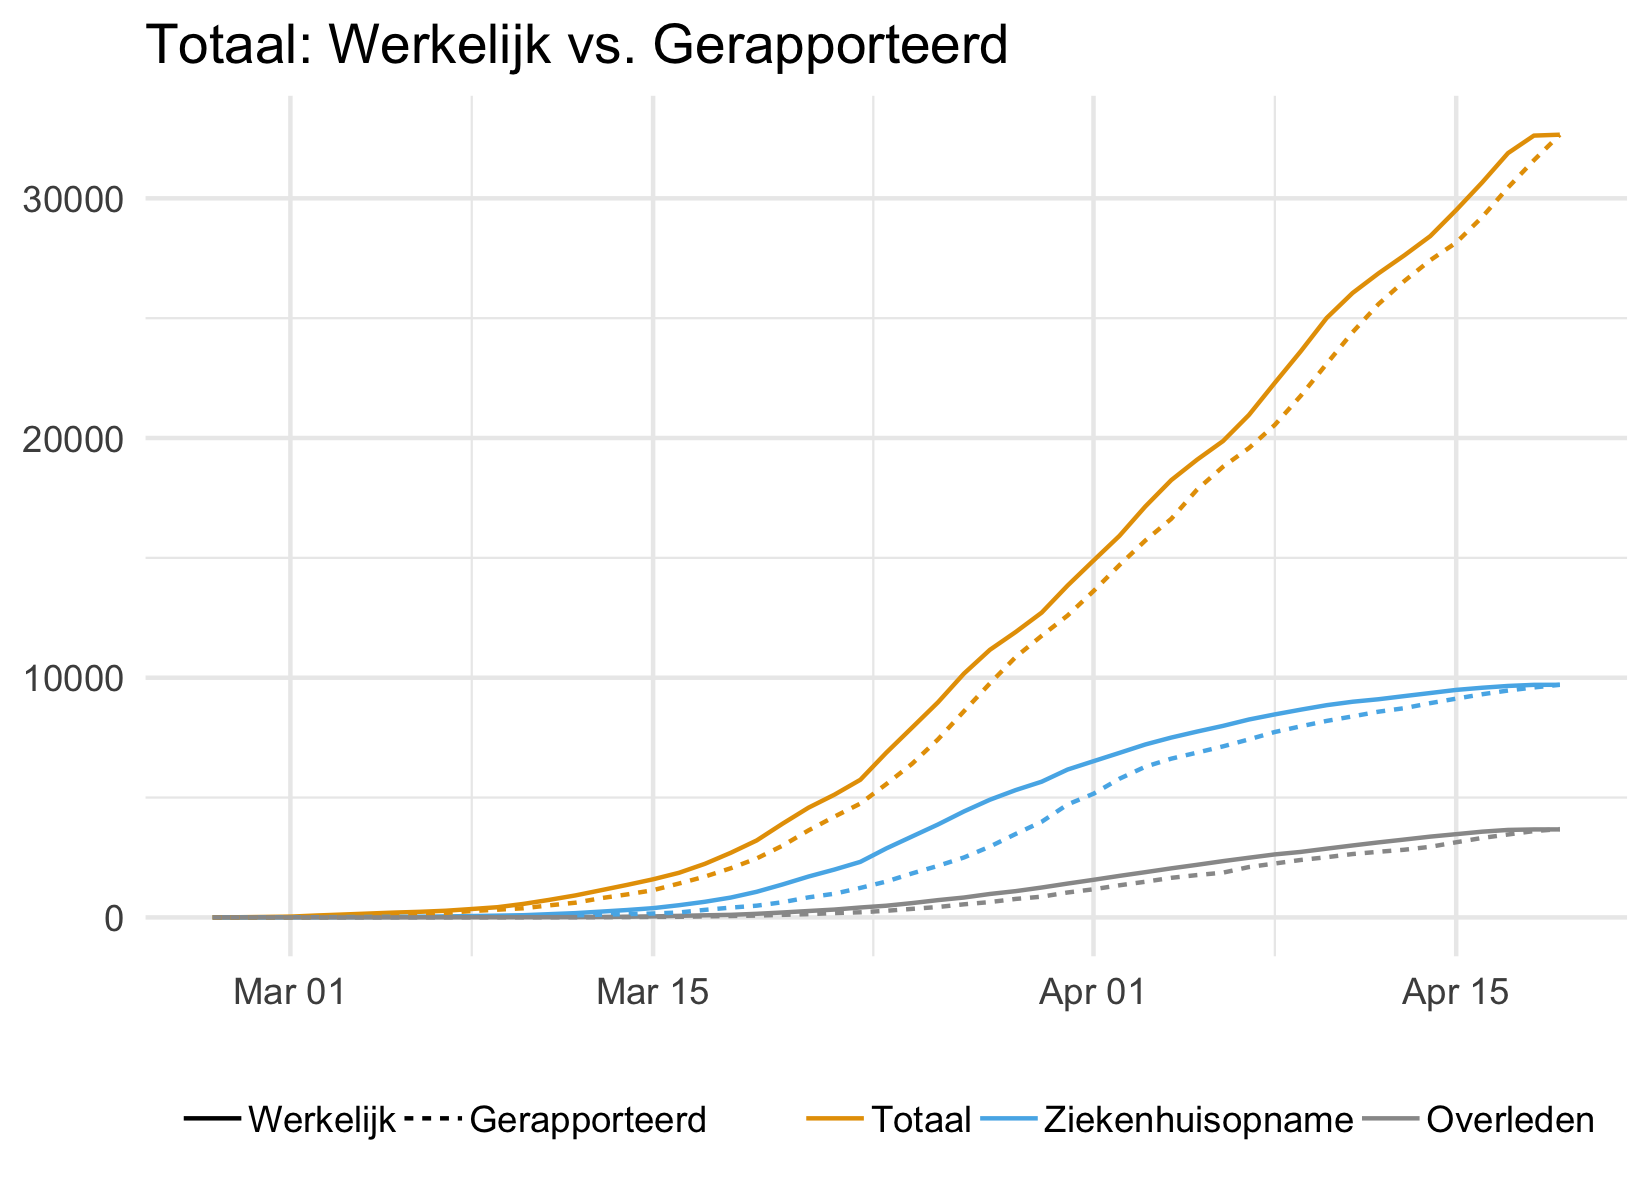 Totaal: Werkelijk vs. Gerapporteerd
30000
20000
10000
0
Mar 01 Mar 15 Apr 01 Apr 15
Werkelijk Gerapporteerd Totaal Ziekenhuisopname Overleden